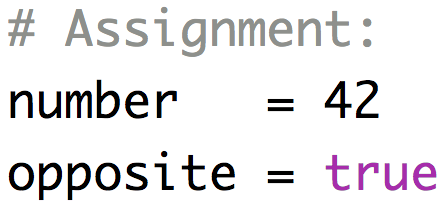 # Assignment:
number   = 42
opposite = true